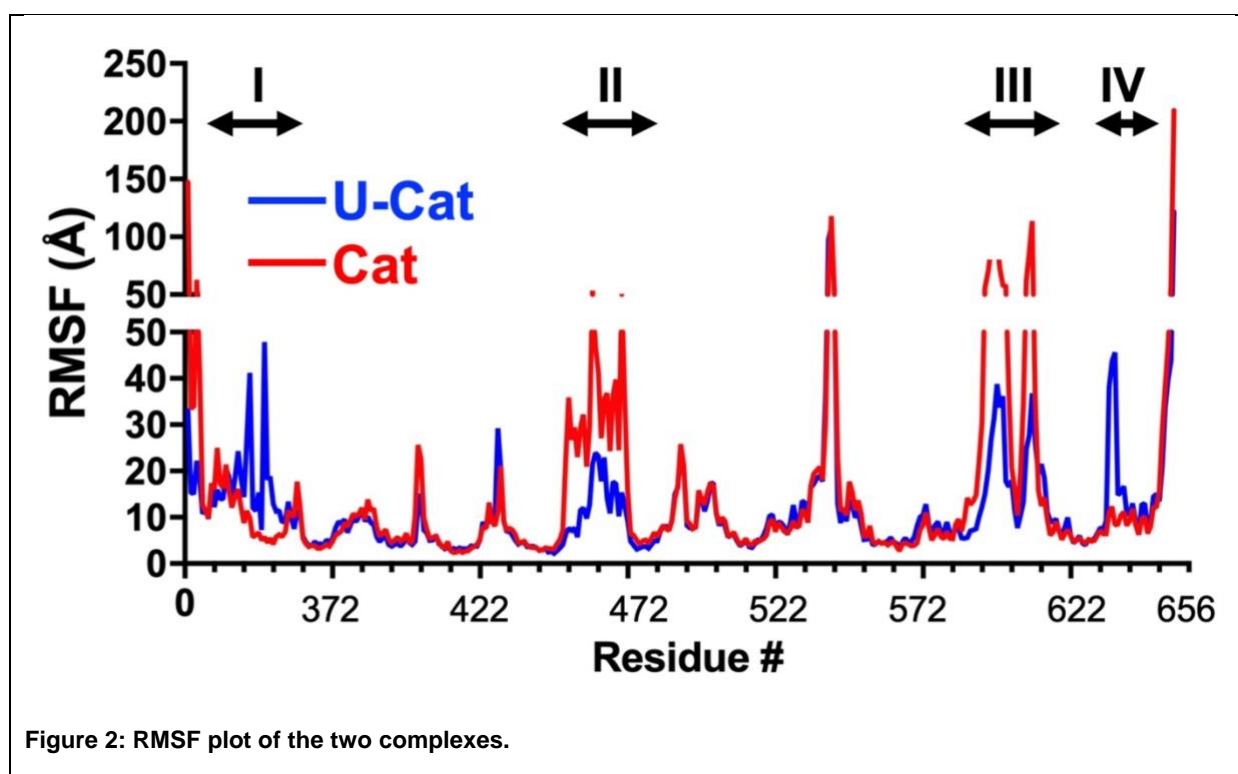 250
200
150
100
50
50
40
30
20
10
0
RMSF (Å)
I II III IV
U-Cat
Cat
0 372 422 472 522 572 622 656
Residue #
Figure 2: RMSF plot of the two complexes.